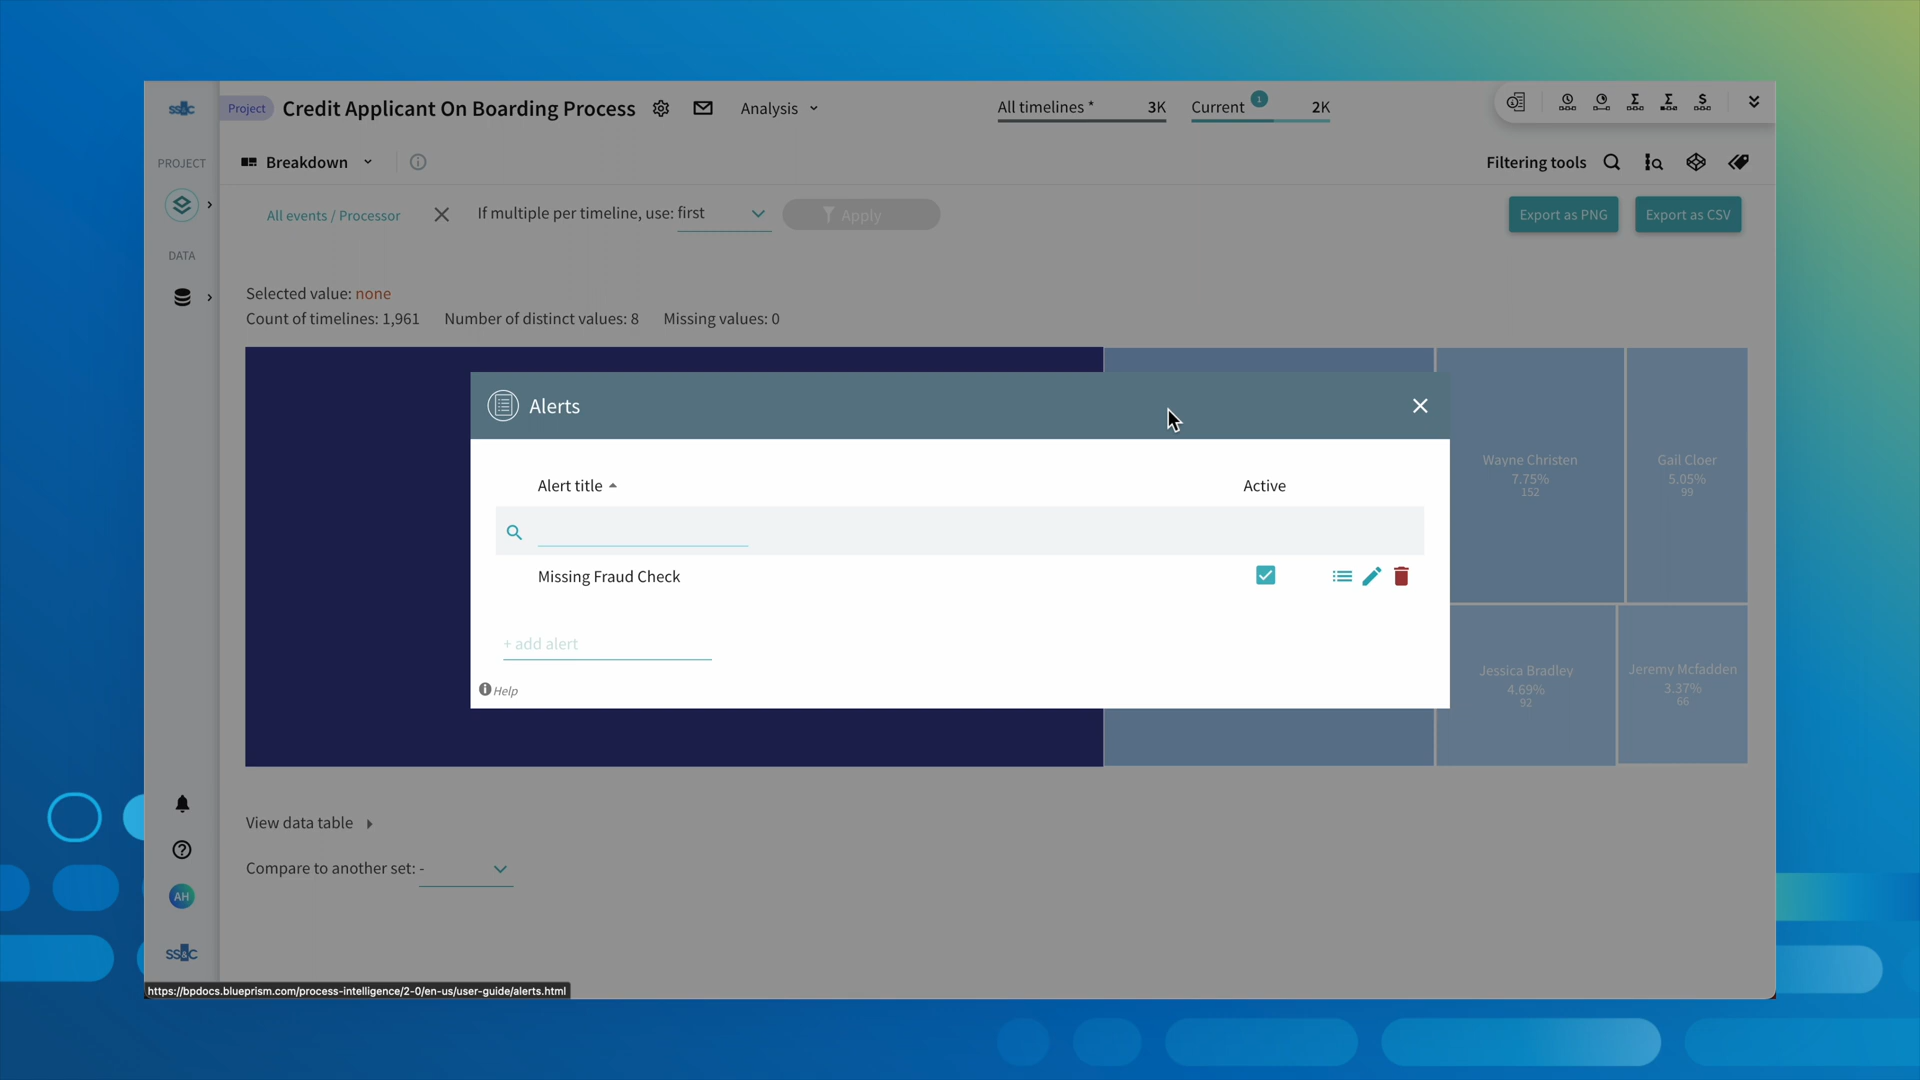 SS&C
Project
Credit Applicant On Boarding Process
Analysis
All timelines * 3K
Current 1 2K
PROJECT
Breakdown
Filtering tools
All events / Processor
If multiple per timeline, use: first
Apply
Export as PNG
Export as CSV
DATA
Selected value: none
Count of timelines: 1,961 Number of distinct values: 8 Missing values: 0
Alerts
Alert title
Active
Missing Fraud Check
+ add alert
Help
Wayne Christen
7.75%
152
Gail Cloer
5.05%
99
Jessica Bradley
4.69%
92
Jeremy Mcfadden
3.37%
66
View data table
Compare to another set: -
AH
SS&C
https://bpdocs.blueprism.com/process-intelligence/2-0/en-us/user-guide/alerts.html